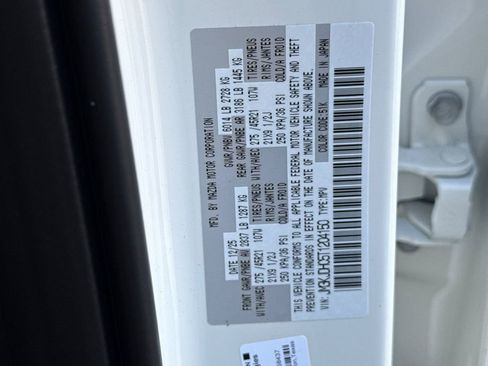 MFD. BY MAZDA MOTOR CORPORATION
DATE: 12/25 GVWR/PNBV 6014 LB 2728 KG
FRONT GAWR/PNBE AV 2837 LB 1287 KG REAR GAWR/PNBE AR 3186 LB 1445 KG
WITH/AVEC 275 /45R21 107W TIRES/PNEUS WITH/AVEC 275 /45R21 107W TIRES/PNEUS
21X9 1/2J RIMS/JANTES 21X9 1/2J RIMS/JANTES
250 KPA/36 PSI COLD/A FROID 250 KPA/36 PSI COLD/A FROID
THIS VEHICLE CONFORMS TO ALL APPLICABLE FEDERAL MOTOR VEHICLE SAFETY AND THEFT
PREVENTION STANDARDS IN EFFECT ON THE DATE OF MANUFACTURE SHOWN ABOVE.
VIN: JM3KJDHC5T1204150 TYPE:MPV COLOR CODE:51K MADE IN JAPAN